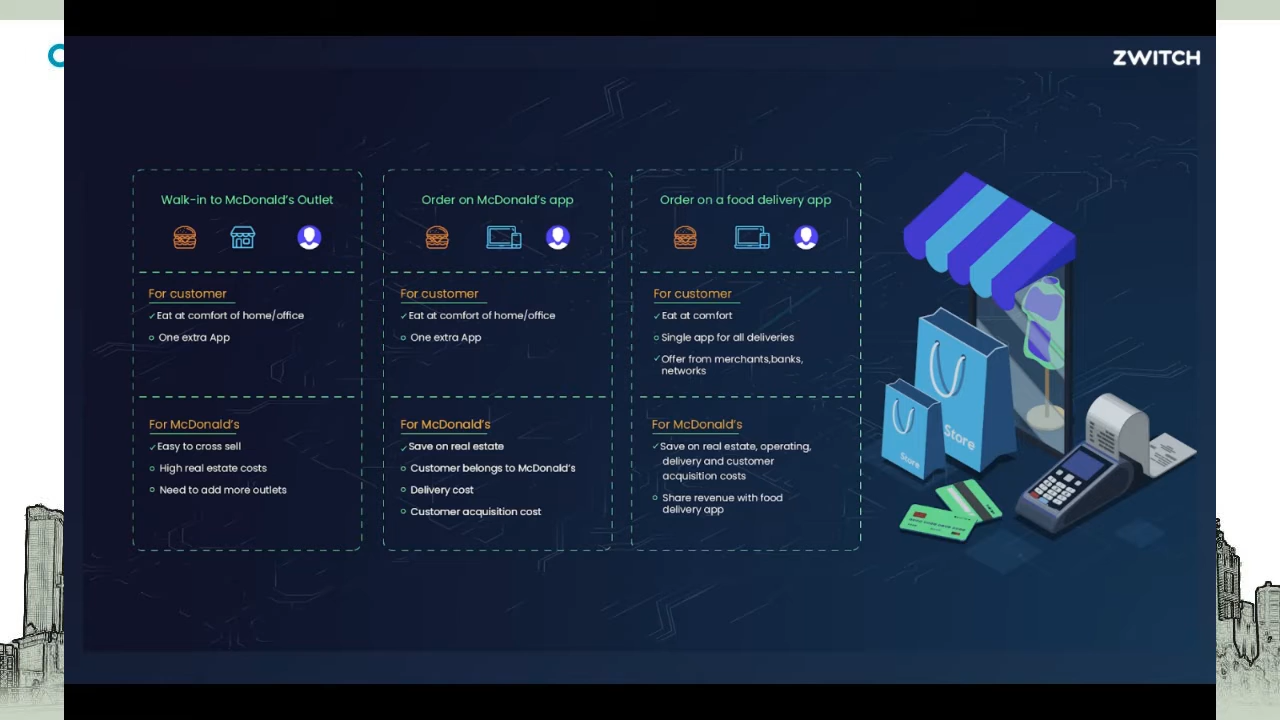 ZWITCH
Walk-in to McDonald's Outlet
For customer
Eat at comfort of home/office
One extra App
For McDonald's
Easy to cross sell
High real estate costs
Need to add more outlets
Order on McDonald's app
For customer
Eat at comfort of home/office
One extra App
For McDonald's
Save on real estate
Customer belongs to McDonald's
Delivery cost
Customer acquisition cost
Order on a food delivery app
For customer
Eat at comfort
Single app for all deliveries
Offer from merchants,banks,
networks
For McDonald's
Save on real estate, operating,
delivery and customer
acquisition costs
Share revenue with food
delivery app
Store
Store